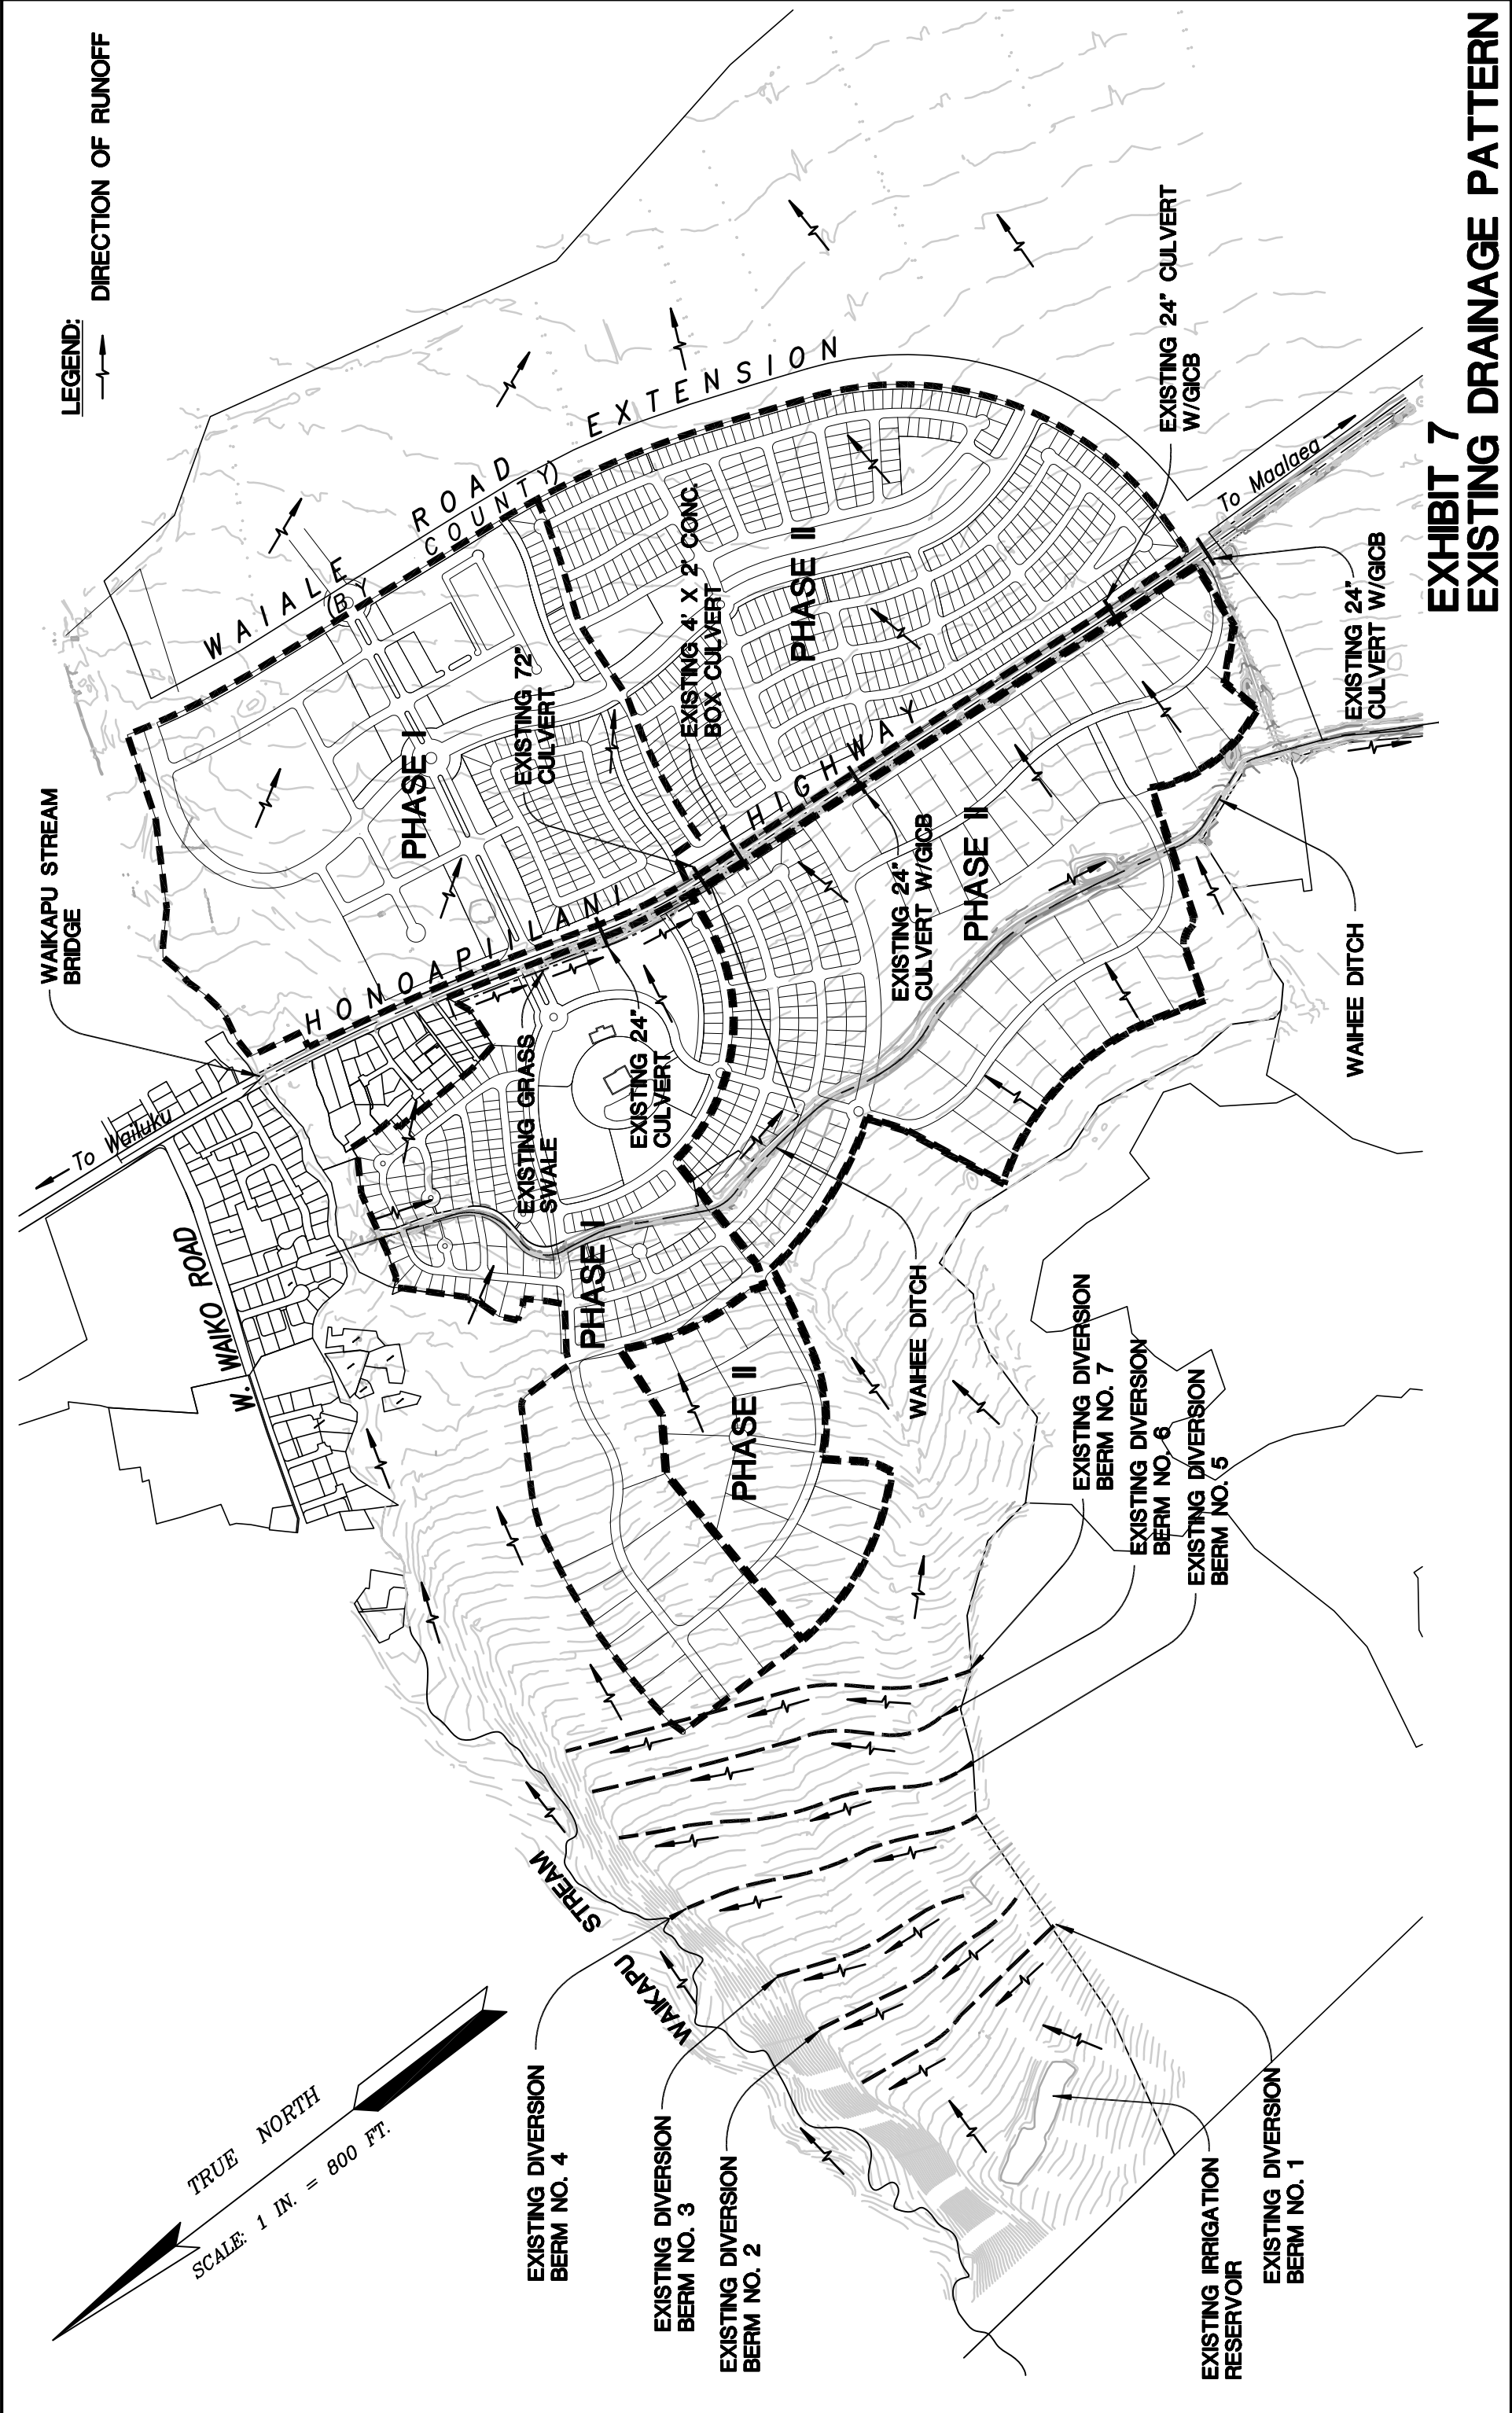 LEGEND:
DIRECTION OF RUNOFF
WAIKAPU STREAM
BRIDGE
WAIALE ROAD EXTENSION
(BY COUNTY)
PHASE I
EXISTING 72"
CULVERT
EXISTING 4' X 2' CONC.
BOX CULVERT
PHASE II
EXISTING 24" CULVERT
W/GICB
To Maalaea
EXISTING 24"
CULVERT W/GICB
HONOAPIILANI HIGHWAY
To Wailuku
W. WAIKO ROAD
EXISTING GRASS
SWALE
EXISTING 24"
CULVERT
EXISTING 24"
CULVERT W/GICB
PHASE II
WAIHEE DITCH
PHASE I
PHASE II
WAIHEE DITCH
EXISTING DIVERSION
BERM NO. 7
EXISTING DIVERSION
BERM NO. 6
EXISTING DIVERSION
BERM NO. 5
WAIKAPU STREAM
TRUE NORTH
SCALE: 1 IN. = 800 FT.
EXISTING DIVERSION
BERM NO. 4
EXISTING DIVERSION
BERM NO. 3
EXISTING DIVERSION
BERM NO. 2
EXISTING IRRIGATION
RESERVOIR
EXISTING DIVERSION
BERM NO. 1
EXHIBIT 7
EXISTING DRAINAGE PATTERN